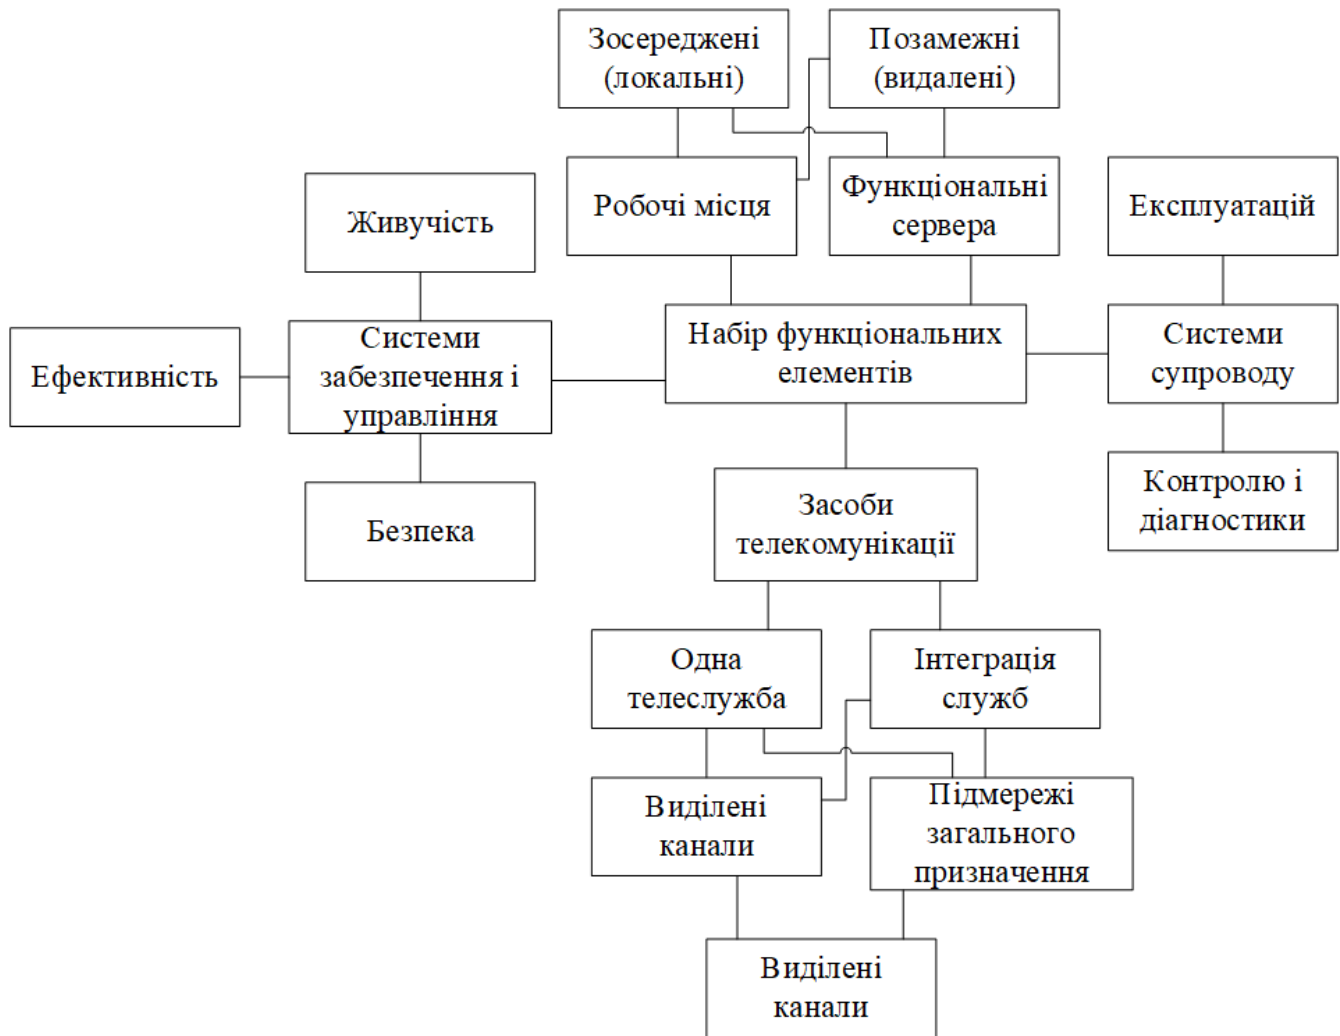 Зосереджені
(локальні)
Позамежні
(видалені)
Робочі місця
Функціональні
сервера
Експлуатацій
Живучість
Ефективність
Системи
забезпечення і
управління
Набір функціональних
елементів
Системи
супроводу
Безпека
Засоби
телекомунікації
Контролю і
діагностики
Одна
телеслужба
Інтеграція
служб
Виділені
канали
Підмережі
загального
призначення
Виділені
канали